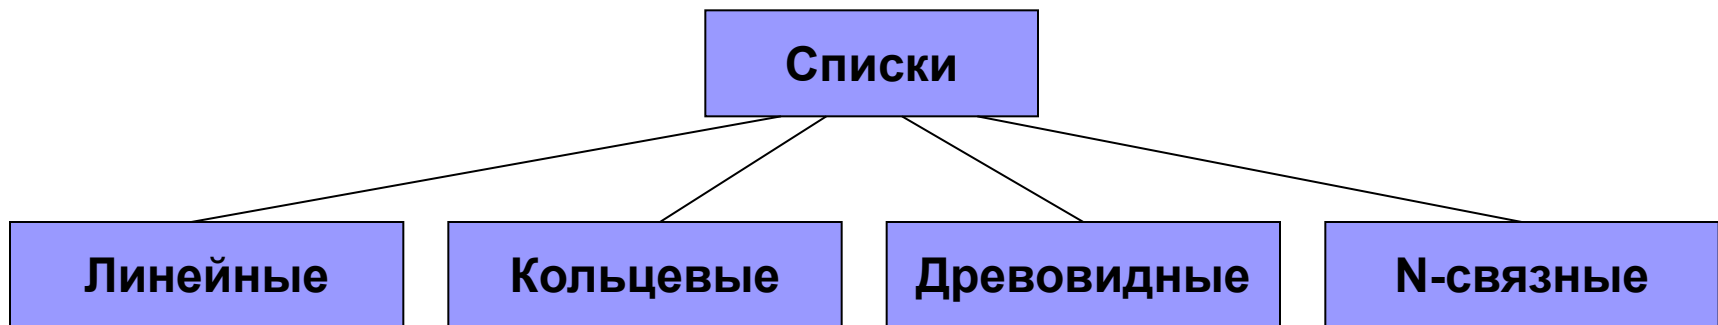 Списки
Линейные
Кольцевые
Древовидные
N-связные